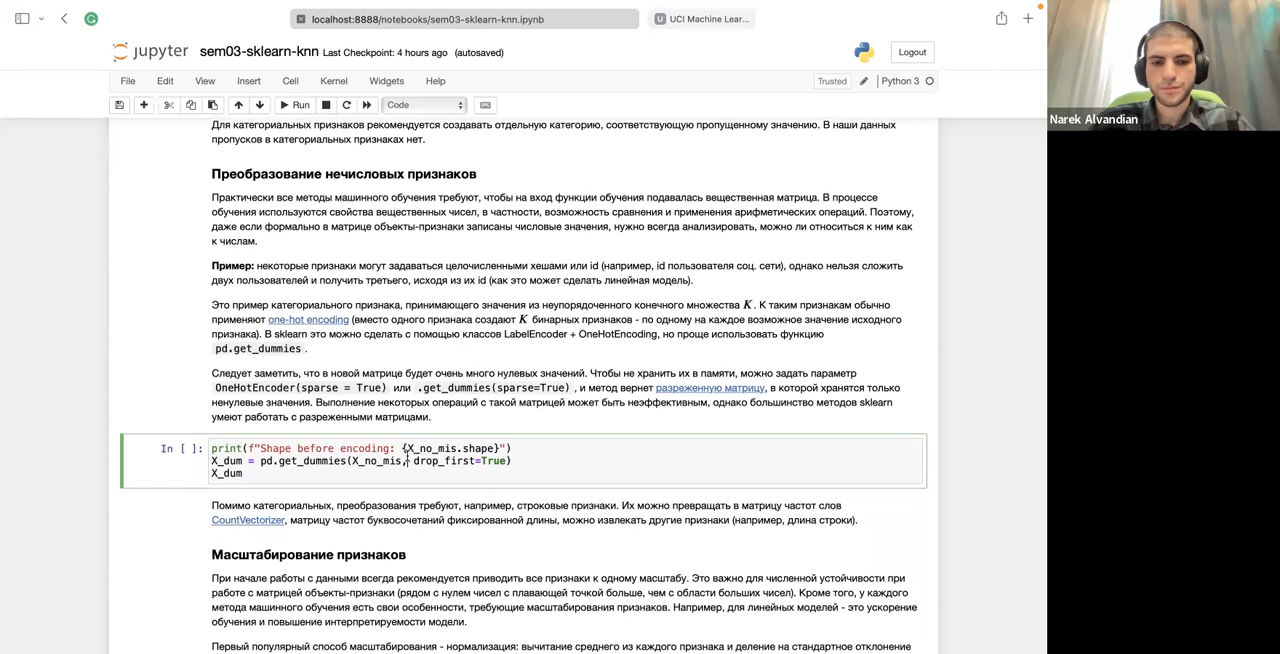 localhost:8888/notebooks/sem03-sklearn-knn.ipynb
UCI Machine Lear...
jupyter sem03-sklearn-knn Last Checkpoint: 4 hours ago (autosaved)
Logout
File Edit View Insert Cell Kernel Widgets Help
Trusted Python 3
Run Code
Для категориальных признаков рекомендуется создавать отдельную категорию, соответствующую пропущенному значению. В наши данных
пропусков в категориальных признаках нет.
Преобразование нечисловых признаков
Практически все методы машинного обучения требуют, чтобы на вход функции обучения подавалась вещественная матрица. В процессе
обучения используются свойства вещественных чисел, в частности, возможность сравнения и применения арифметических операций. Поэтому,
даже если формально в матрице объекты-признаки записаны числовые значения, нужно всегда анализировать, можно ли относиться к ним как
к числам.
Пример: некоторые признаки могут задаваться целочисленными хешами или id (например, id пользователя соц. сети), однако нельзя сложить
двух пользователей и получить третьего, исходя из их id (как это может сделать линейная модель).
Это пример категориального признака, принимающего значения из неупорядоченного конечного множества K. К таким признакам обычно
применяют one-hot encoding (вместо одного признака создают K бинарных признаков - по одному на каждое возможное значение исходного
признака). В sklearn это можно сделать с помощью классов LabelEncoder + OneHotEncoding, но проще использовать функцию
pd.get_dummies .
Следует заметить, что в новой матрице будет очень много нулевых значений. Чтобы не хранить их в памяти, можно задать параметр
OneHotEncoder(sparse = True) или .get_dummies(sparse=True) , и метод вернет разреженную матрицу, в которой хранятся только
ненулевые значения. Выполнение некоторых операций с такой матрицей может быть неэффективным, однако большинство методов sklearn
умеют работать с разреженными матрицами.
In [ ]: print(f"Shape before encoding: {X_no_mis.shape}")
X_dum = pd.get_dummies(X_no_mis, drop_first=True)
X_dum
Помимо категориальных, преобразования требуют, например, строковые признаки. Их можно превращать в матрицу частот слов
CountVectorizer, матрицу частот буквосочетаний фиксированной длины, можно извлекать другие признаки (например, длина строки).
Масштабирование признаков
При начале работы с данными всегда рекомендуется приводить все признаки к одному масштабу. Это важно для численной устойчивости при
работе с матрицей объекты-признаки (рядом с нулем чисел с плавающей точкой больше, чем с области больших чисел). Кроме того, у каждого
метода машинного обучения есть свои особенности, требующие масштабирования признаков. Например, для линейных моделей - это ускорение
обучения и повышение интерпретируемости модели.
Первый популярный способ масштабирования - нормализация: вычитание среднего из каждого признака и деление на стандартное отклонение
Narek Alvandian